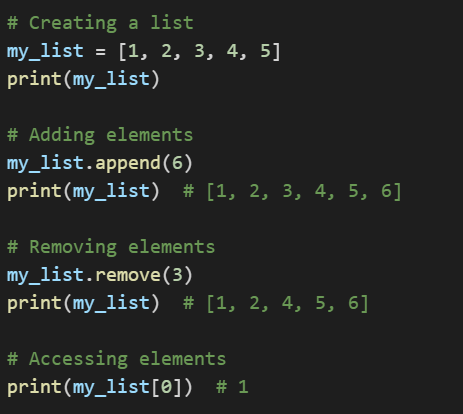 # Creating a list
my_list = [1, 2, 3, 4, 5]
print(my_list)
# Adding elements
my_list.append(6)
print(my_list)  # [1, 2, 3, 4, 5, 6]
# Removing elements
my_list.remove(3)
print(my_list)  # [1, 2, 4, 5, 6]
# Accessing elements
print(my_list[0])  # 1